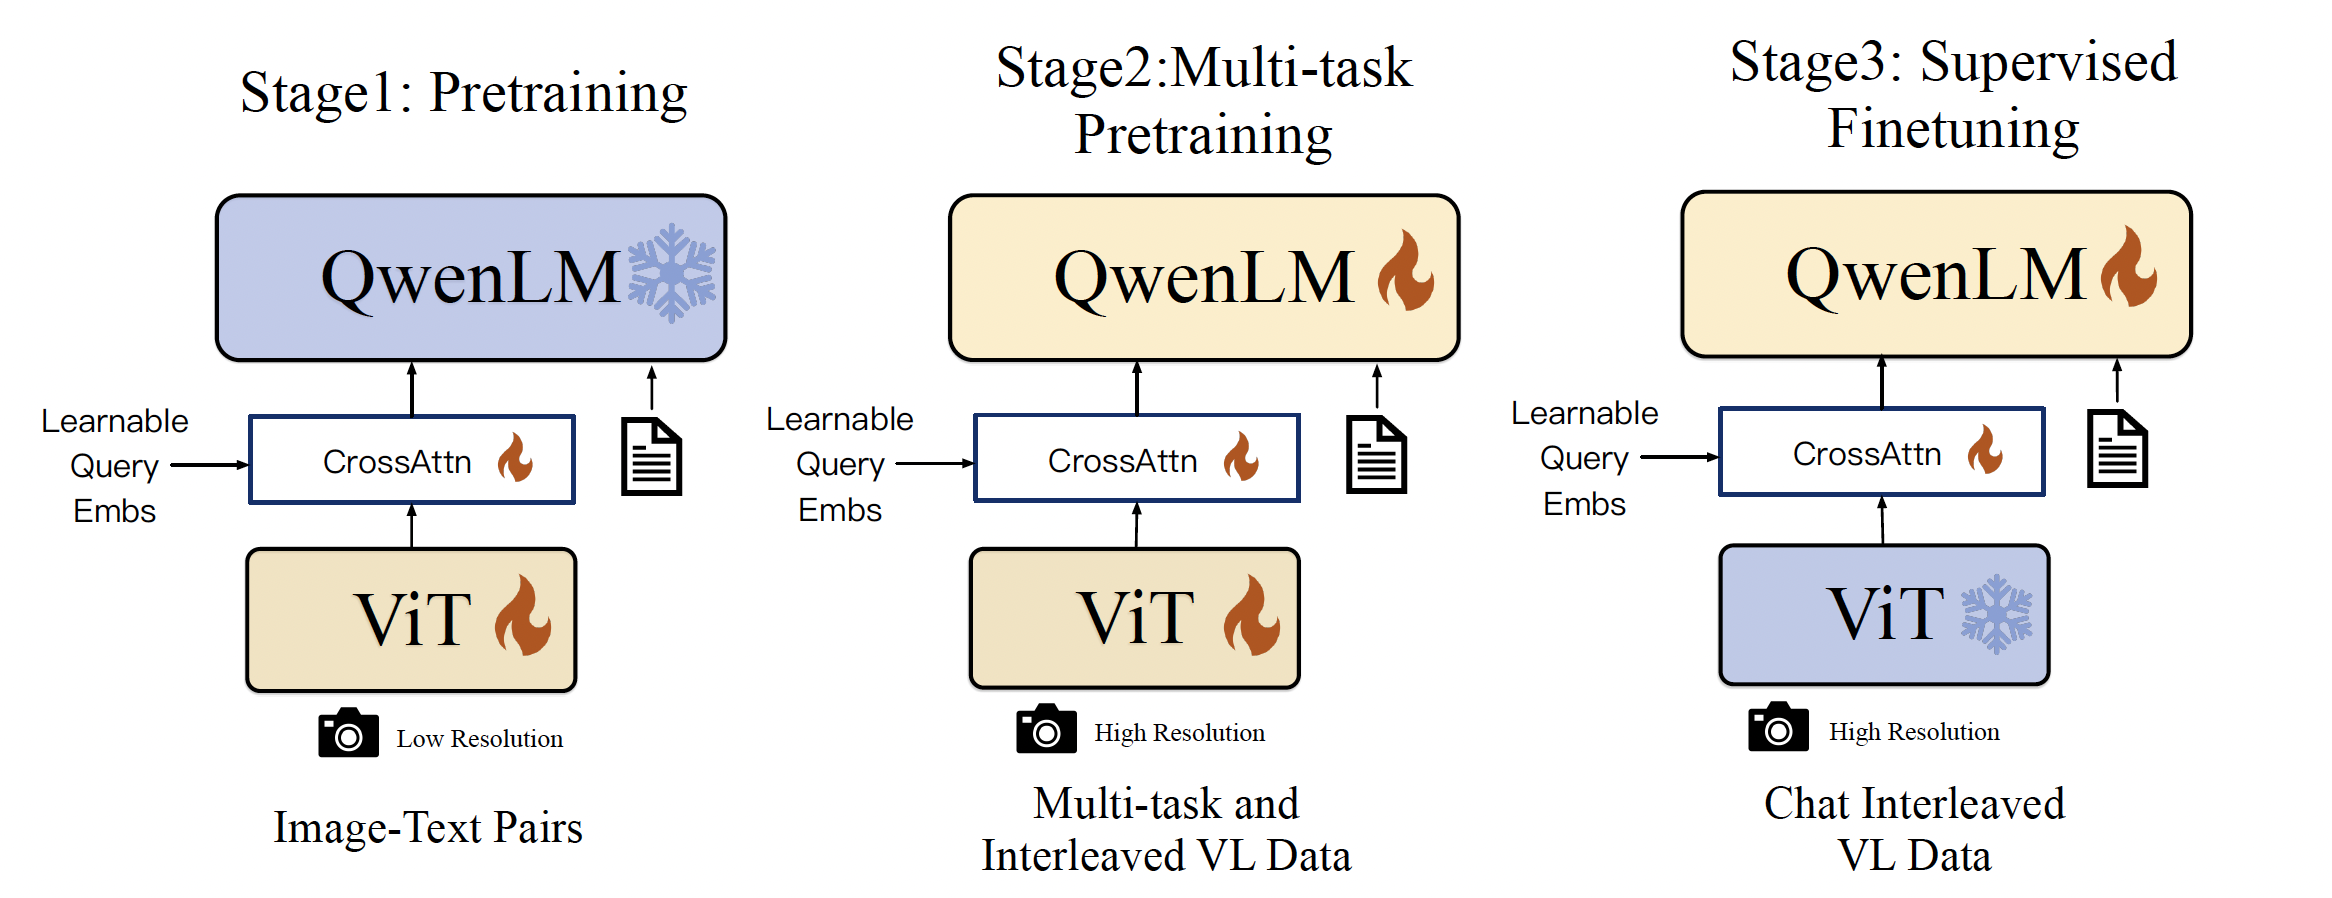 Stage1: Pretraining
QwenLM
Learnable
Query
Embs
CrossAttn
ViT
Low Resolution
Image-Text Pairs
Stage2:Multi-task
Pretraining
QwenLM
Learnable
Query
Embs
CrossAttn
ViT
High Resolution
Multi-task and
Interleaved VL Data
Stage3: Supervised
Finetuning
QwenLM
Learnable
Query
Embs
CrossAttn
ViT
High Resolution
Chat Interleaved
VL Data